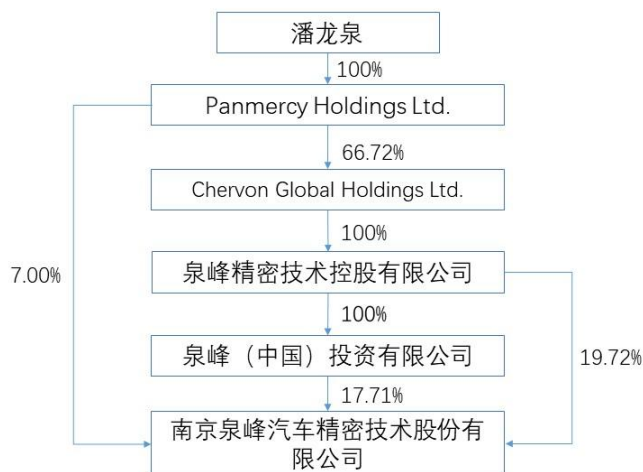 潘龙泉
100%
Panmercy Holdings Ltd.
66.72%
Chervon Global Holdings Ltd.
100%
7.00%
泉峰精密技术控股有限公司
100%
泉峰（中国）投资有限公司
19.72%
17.71%
南京泉峰汽车精密技术股份有
限公司